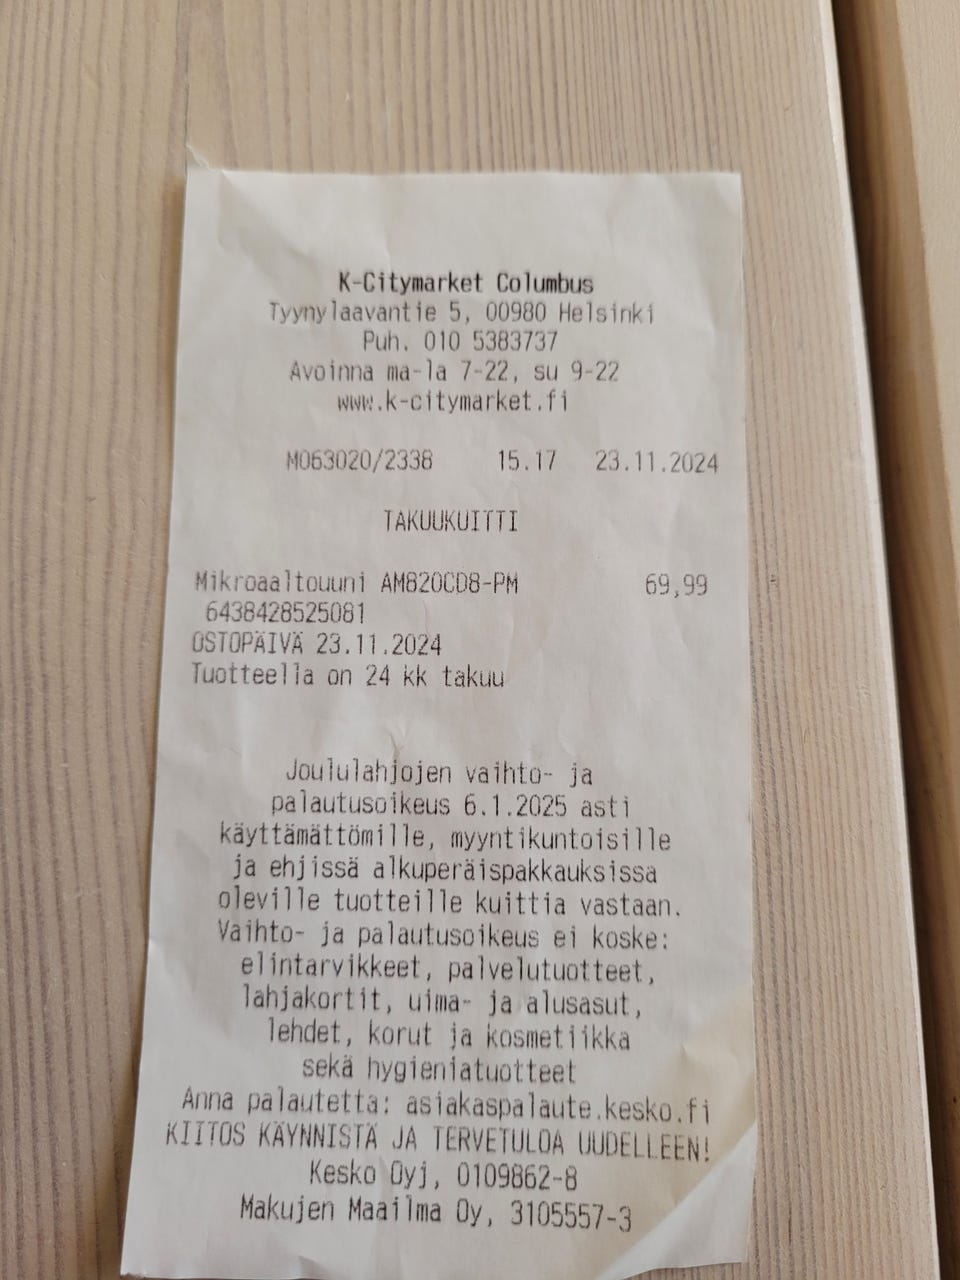 K-Citymarket Columbus
Tyynylaavantie 5, 00980 Helsinki
Puh. 010 5383737
Avoinna ma-la 7-22, su 9-22
www.k-citymarket.fi
M063020/2338 15.17 23.11.2024
TAKUUKUITTI
Mikroaaltouuni AM820CD8-PM 69,99
6438428525081
OSTOPÄIVÄ 23.11.2024
Tuotteella on 24 kk takuu
Joululahjojen vaihto- ja
palautusoikeus 6.1.2025 asti
käyttämättömille, myyntikuntoisille
ja ehjissä alkuperäispakkauksissa
oleville tuotteille kuittia vastaan.
Vaihto- ja palautusoikeus ei koske:
elintarvikkeet, palvelutuotteet,
lahjakortit, uima- ja alusasut,
lehdet, korut ja kosmetiikka
sekä hygieniatuotteet
Anna palautetta: asiakaspalaute.kesko.fi
KIITOS KÄYNNISTÄ JA TERVETULOA UUDELLEEN!
Kesko Oyj, 0109862-8
Makujen Maailma Oy, 3105557-3